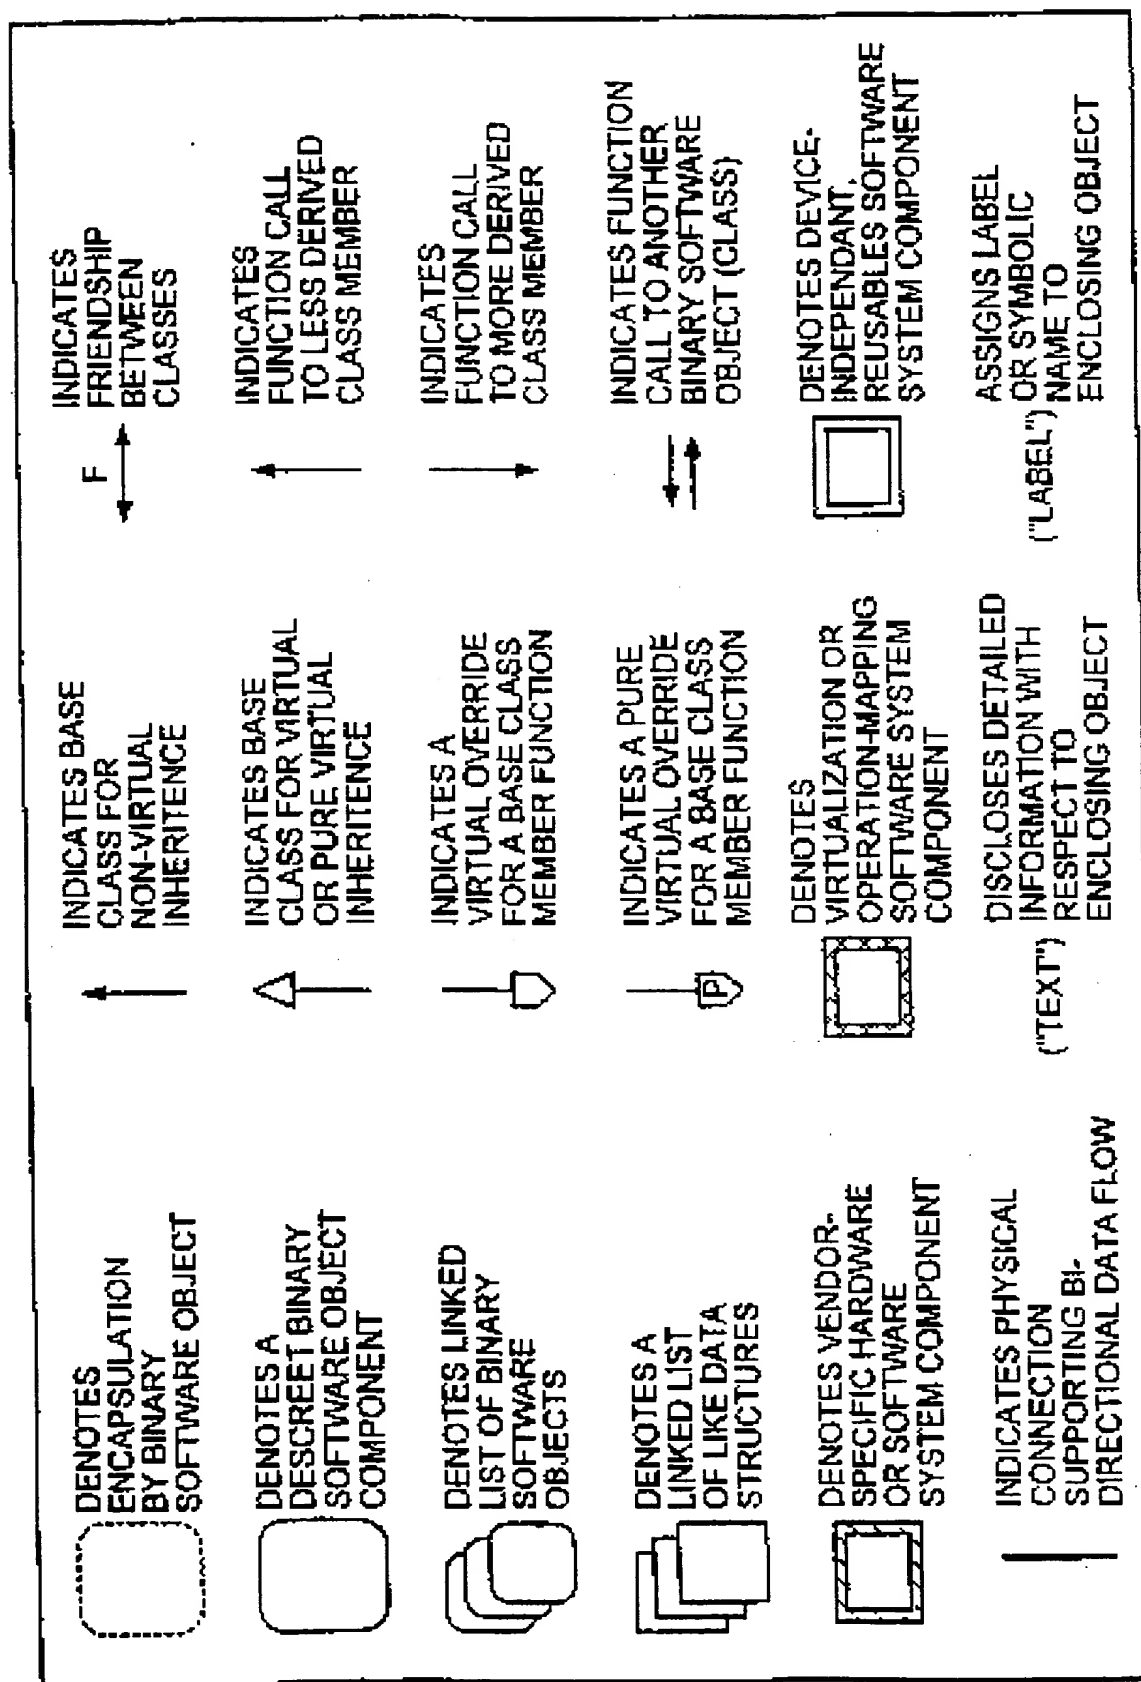 DENOTES
ENCAPSULATION
BY BINARY
SOFTWARE OBJECT
DENOTES A
DESCREET BINARY
SOFTWARE OBJECT
COMPONENT
DENOTES LINKED
LIST OF BINARY
SOFTWARE
OBJECTS
DENOTES A
LINKED LIST
OF LIKE DATA
STRUCTURES
DENOTES VENDOR-
SPECIFIC HARDWARE
OR SOFTWARE
SYSTEM COMPONENT
INDICATES PHYSICAL
CONNECTION
SUPPORTING BI-
DIRECTIONAL DATA FLOW
INDICATES BASE
CLASS FOR
NON-VIRTUAL
INHERITENCE
INDICATES BASE
CLASS FOR VIRTUAL
OR PURE VIRTUAL
INHERITENCE
INDICATES A
VIRTUAL OVERRIDE
FOR A BASE CLASS
MEMBER FUNCTION
P
INDICATES A PURE
VIRTUAL OVERRIDE
FOR A BASE CLASS
MEMBER FUNCTION
DENOTES
VIRTUALIZATION OR
OPERATION-MAPPING
SOFTWARE SYSTEM
COMPONENT
("TEXT")
DISCLOSES DETAILED
INFORMATION WITH
RESPECT TO
ENCLOSING OBJECT
F
INDICATES
FRIENDSHIP
BETWEEN
CLASSES
INDICATES
FUNCTION CALL
TO LESS DERIVED
CLASS MEMBER
INDICATES
FUNCTION CALL
TO MORE DERIVED
CLASS MEMBER
INDICATES FUNCTION
CALL TO ANOTHER
BINARY SOFTWARE
OBJECT (CLASS)
DENOTES DEVICE-
INDEPENDANT,
REUSABLES SOFTWARE
SYSTEM COMPONENT
("LABEL")
ASSIGNS LABEL
OR SYMBOLIC
NAME TO
ENCLOSING OBJECT